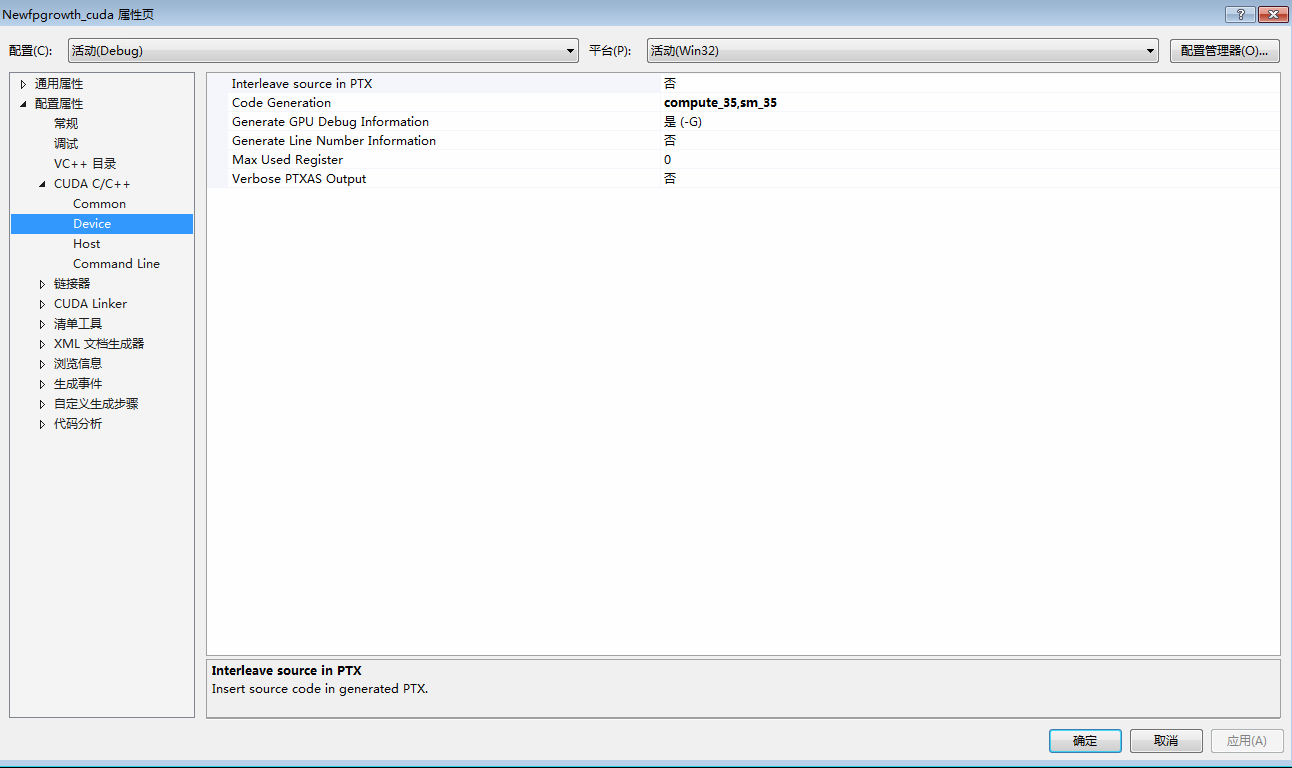 Newfpgrowth_cuda 属性页
配置(C): 活动(Debug) 平台(P): 活动(Win32) 配置管理器(O)...
通用属性
配置属性
常规
调试
VC++ 目录
CUDA C/C++
Common
Device
Host
Command Line
链接器
CUDA Linker
清单工具
XML 文档生成器
浏览信息
生成事件
自定义生成步骤
代码分析
Interleave source in PTX 否
Code Generation compute_35,sm_35
Generate GPU Debug Information 是 (-G)
Generate Line Number Information 否
Max Used Register 0
Verbose PTXAS Output 否
Interleave source in PTX
Insert source code in generated PTX.
确定 取消 应用(A)